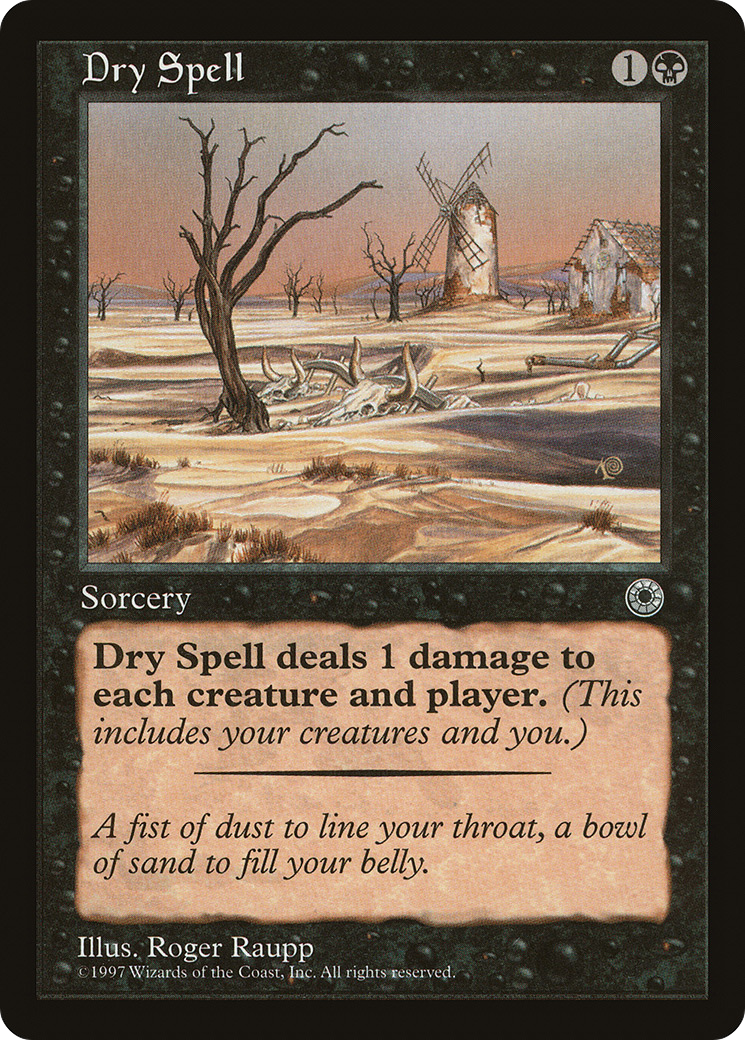 Dry Spell
1
Sorcery
Dry Spell deals 1 damage to
each creature and player. (This
includes your creatures and you.)
A fist of dust to line your throat, a bowl
of sand to fill your belly.
Illus. Roger Raupp
©1997 Wizards of the Coast, Inc. All rights reserved.